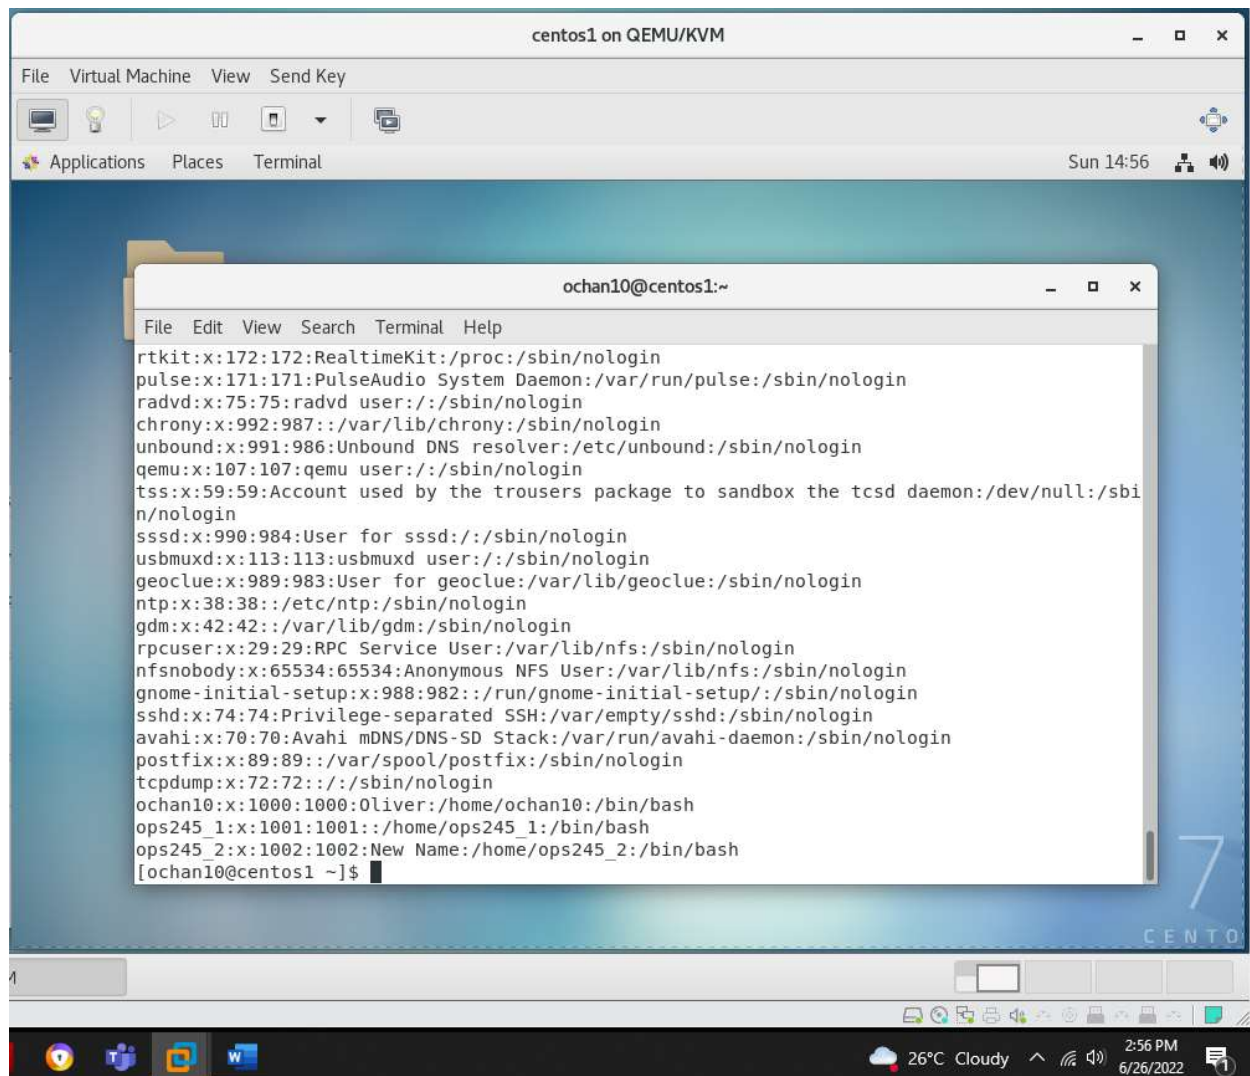 centos1 on QEMU/KVM
File Virtual Machine View Send Key
Applications Places Terminal Sun 14:56
ochan10@centos1:~
File Edit View Search Terminal Help
rtkit:x:172:172:RealtimeKit:/proc:/sbin/nologin
pulse:x:171:171:PulseAudio System Daemon:/var/run/pulse:/sbin/nologin
radvd:x:75:75:radvd user:/:/sbin/nologin
chrony:x:992:987::/var/lib/chrony:/sbin/nologin
unbound:x:991:986:Unbound DNS resolver:/etc/unbound:/sbin/nologin
qemu:x:107:107:qemu user:/:/sbin/nologin
tss:x:59:59:Account used by the trousers package to sandbox the tcsd daemon:/dev/null:/sbi
n/nologin
sssd:x:990:984:User for sssd:/:/sbin/nologin
usbmuxd:x:113:113:usbmuxd user:/:/sbin/nologin
geoclue:x:989:983:User for geoclue:/var/lib/geoclue:/sbin/nologin
ntp:x:38:38::/etc/ntp:/sbin/nologin
gdm:x:42:42::/var/lib/gdm:/sbin/nologin
rpcuser:x:29:29:RPC Service User:/var/lib/nfs:/sbin/nologin
nfsnobody:x:65534:65534:Anonymous NFS User:/var/lib/nfs:/sbin/nologin
gnome-initial-setup:x:988:982::/run/gnome-initial-setup/:/sbin/nologin
sshd:x:74:74:Privilege-separated SSH:/var/empty/sshd:/sbin/nologin
avahi:x:70:70:Avahi mDNS/DNS-SD Stack:/var/run/avahi-daemon:/sbin/nologin
postfix:x:89:89::/var/spool/postfix:/sbin/nologin
tcpdump:x:72:72::/:/sbin/nologin
ochan10:x:1000:1000:Oliver:/home/ochan10:/bin/bash
ops245_1:x:1001:1001::/home/ops245_1:/bin/bash
ops245_2:x:1002:1002:New Name:/home/ops245_2:/bin/bash
[ochan10@centos1 ~]$
7
CENTO
26°C Cloudy 2:56 PM
6/26/2022
1